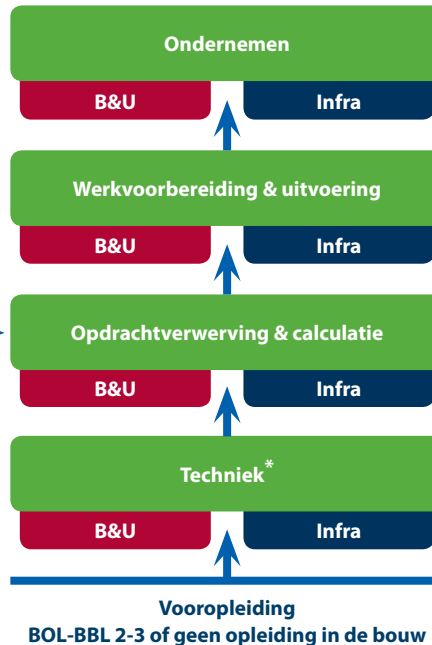 Ondernemen
B&U Infra
Werkvoorbereiding & uitvoering
B&U Infra
Opdrachtverwerving & calculatie
B&U Infra
Techniek*
B&U Infra
Vooropleiding
BOL-BBL 2-3 of geen opleiding in de bouw